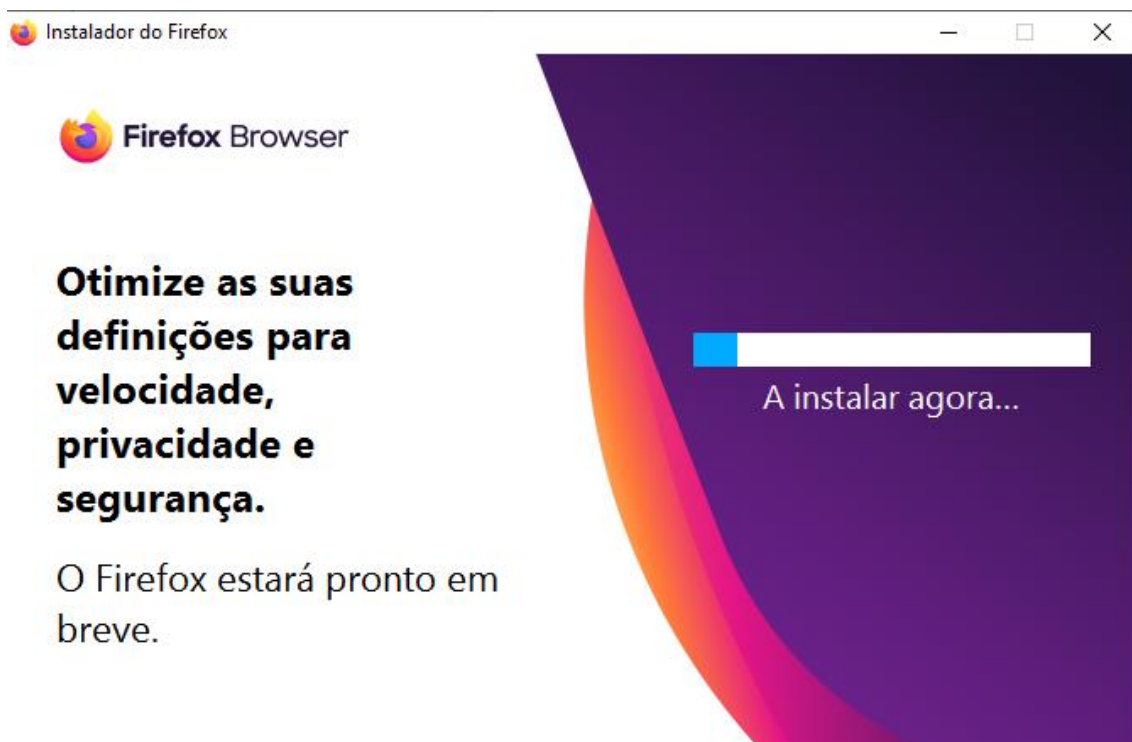 Instalador do Firefox
Firefox Browser
Otimize as suas
definições para
velocidade,
privacidade e
segurança.
O Firefox estará pronto em
breve.
A instalar agora...